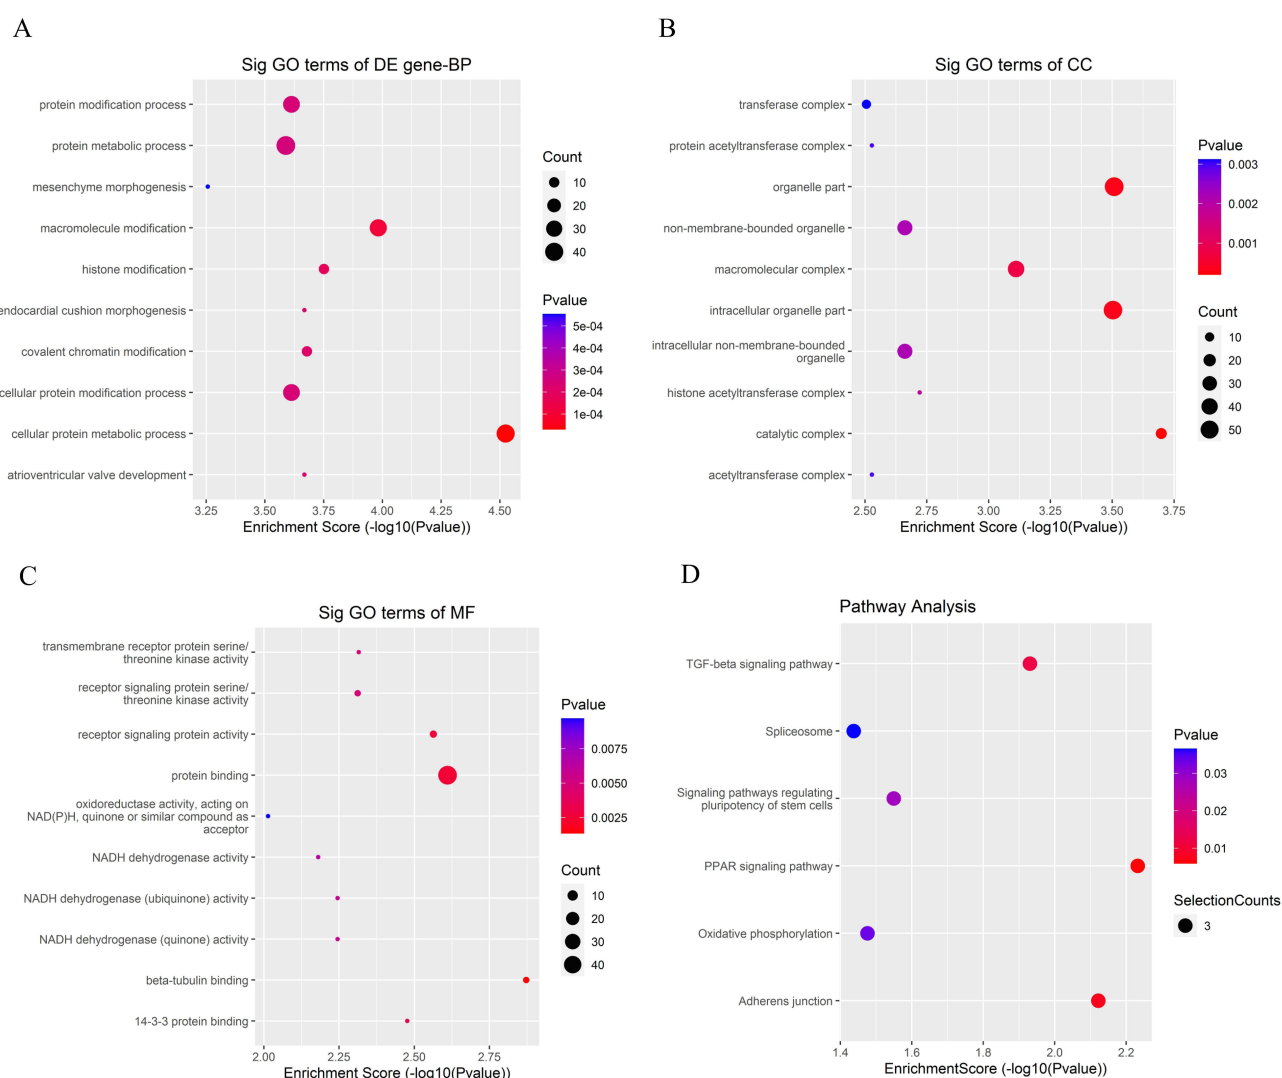 A
Sig GO terms of DE gene-BP
protein modification process
protein metabolic process
mesenchyme morphogenesis
macromolecule modification
histone modification
endocardial cushion morphogenesis
covalent chromatin modification
cellular protein modification process
cellular protein metabolic process
atrioventricular valve development
3.25 3.50 3.75 4.00 4.25 4.50
Enrichment Score (-log10(Pvalue))
Count
10
20
30
40
Pvalue
5e-04
4e-04
3e-04
2e-04
1e-04
B
Sig GO terms of CC
transferase complex
protein acetyltransferase complex
organelle part
non-membrane-bounded organelle
macromolecular complex
intracellular organelle part
intracellular non-membrane-bounded
organelle
histone acetyltransferase complex
catalytic complex
acetyltransferase complex
2.50 2.75 3.00 3.25 3.50 3.75
Enrichment Score (-log10(Pvalue))
Pvalue
0.003
0.002
0.001
Count
10
20
30
40
50
C
Sig GO terms of MF
transmembrane receptor protein serine/
threonine kinase activity
receptor signaling protein serine/
threonine kinase activity
receptor signaling protein activity
protein binding
oxidoreductase activity, acting on
NAD(P)H, quinone or similar compound as
acceptor
NADH dehydrogenase activity
NADH dehydrogenase (ubiquinone) activity
NADH dehydrogenase (quinone) activity
beta-tubulin binding
14-3-3 protein binding
2.00 2.25 2.50 2.75
Enrichment Score (-log10(Pvalue))
Pvalue
0.0075
0.0050
0.0025
Count
10
20
30
40
D
Pathway Analysis
TGF-beta signaling pathway
Spliceosome
Signaling pathways regulating
pluripotency of stem cells
PPAR signaling pathway
Oxidative phosphorylation
Adherens junction
1.4 1.6 1.8 2.0 2.2
EnrichmentScore (-log10(Pvalue))
Pvalue
0.03
0.02
0.01
SelectionCounts
3